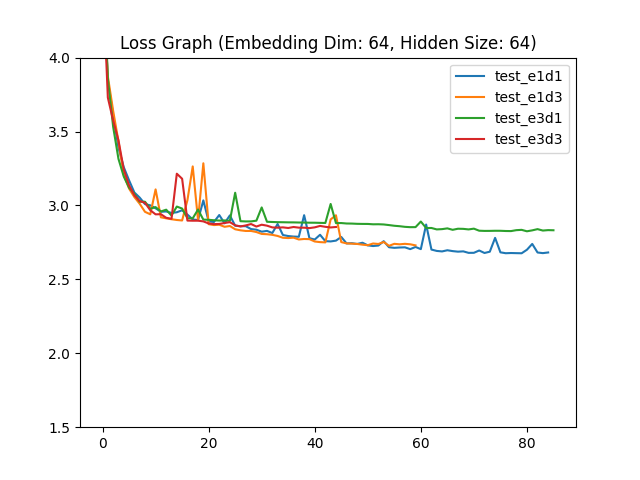 Loss Graph (Embedding Dim: 64, Hidden Size: 64)
4.0
3.5
3.0
2.5
2.0
1.5
0 20 40 60 80
test_e1d1
test_e1d3
test_e3d1
test_e3d3